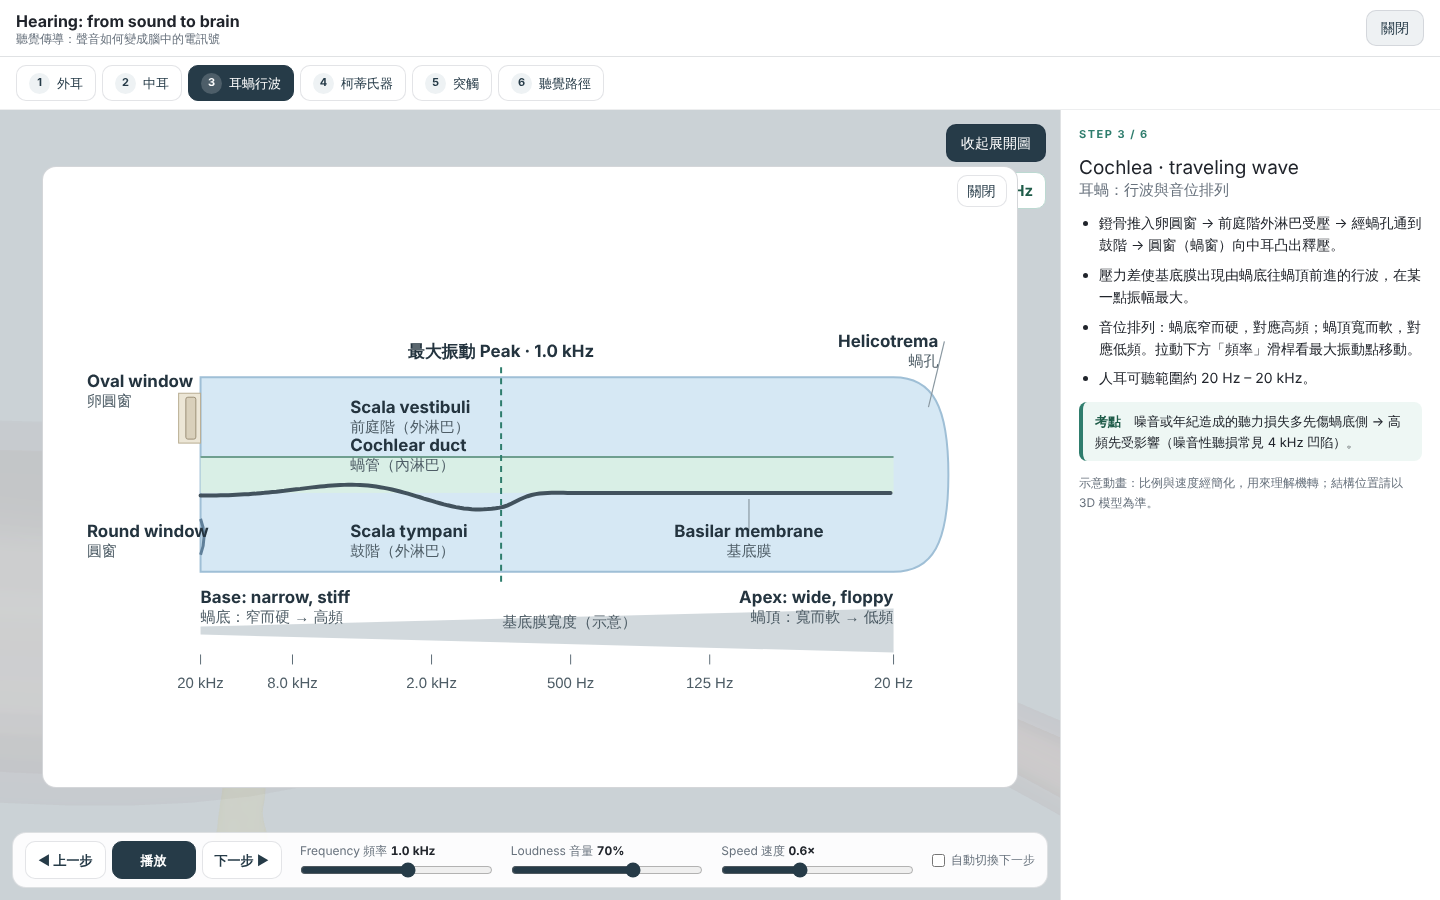 Hearing: from sound to brain
聽覺傳導：聲音如何變成腦中的電訊號
關閉
1 外耳
2 中耳
3 耳蝸行波
4 柯蒂氏器
5 突觸
6 聽覺路徑
收起展開圖
關閉
Hz
最大振動 Peak · 1.0 kHz
Helicotrema
蝸孔
Oval window
卵圓窗
Scala vestibuli
前庭階（外淋巴）
Cochlear duct
蝸管（內淋巴）
Round window
圓窗
Scala tympani
鼓階（外淋巴）
Basilar membrane
基底膜
Base: narrow, stiff
蝸底：窄而硬 → 高頻
Apex: wide, floppy
蝸頂：寬而軟 → 低頻
基底膜寬度（示意）
20 kHz
8.0 kHz
2.0 kHz
500 Hz
125 Hz
20 Hz
◀ 上一步
播放
下一步 ▶
Frequency 頻率 1.0 kHz
Loudness 音量 70%
Speed 速度 0.6×
自動切換下一步
STEP 3 / 6
Cochlea · traveling wave
耳蝸：行波與音位排列
• 鐙骨推入卵圓窗 → 前庭階外淋巴受壓 → 經蝸孔通到
鼓階 → 圓窗（蝸窗）向中耳凸出釋壓。
• 壓力差使基底膜出現由蝸底往蝸頂前進的行波，在某
一點振幅最大。
• 音位排列：蝸底窄而硬，對應高頻；蝸頂寬而軟，對
應低頻。拉動下方「頻率」滑桿看最大振動點移動。
• 人耳可聽範圍約 20 Hz – 20 kHz。
考點 噪音或年紀造成的聽力損失多先傷蝸底側 → 高
頻先受影響（噪音性聽損常見 4 kHz 凹陷）。
示意動畫：比例與速度經簡化，用來理解機轉；結構位置請以
3D 模型為準。